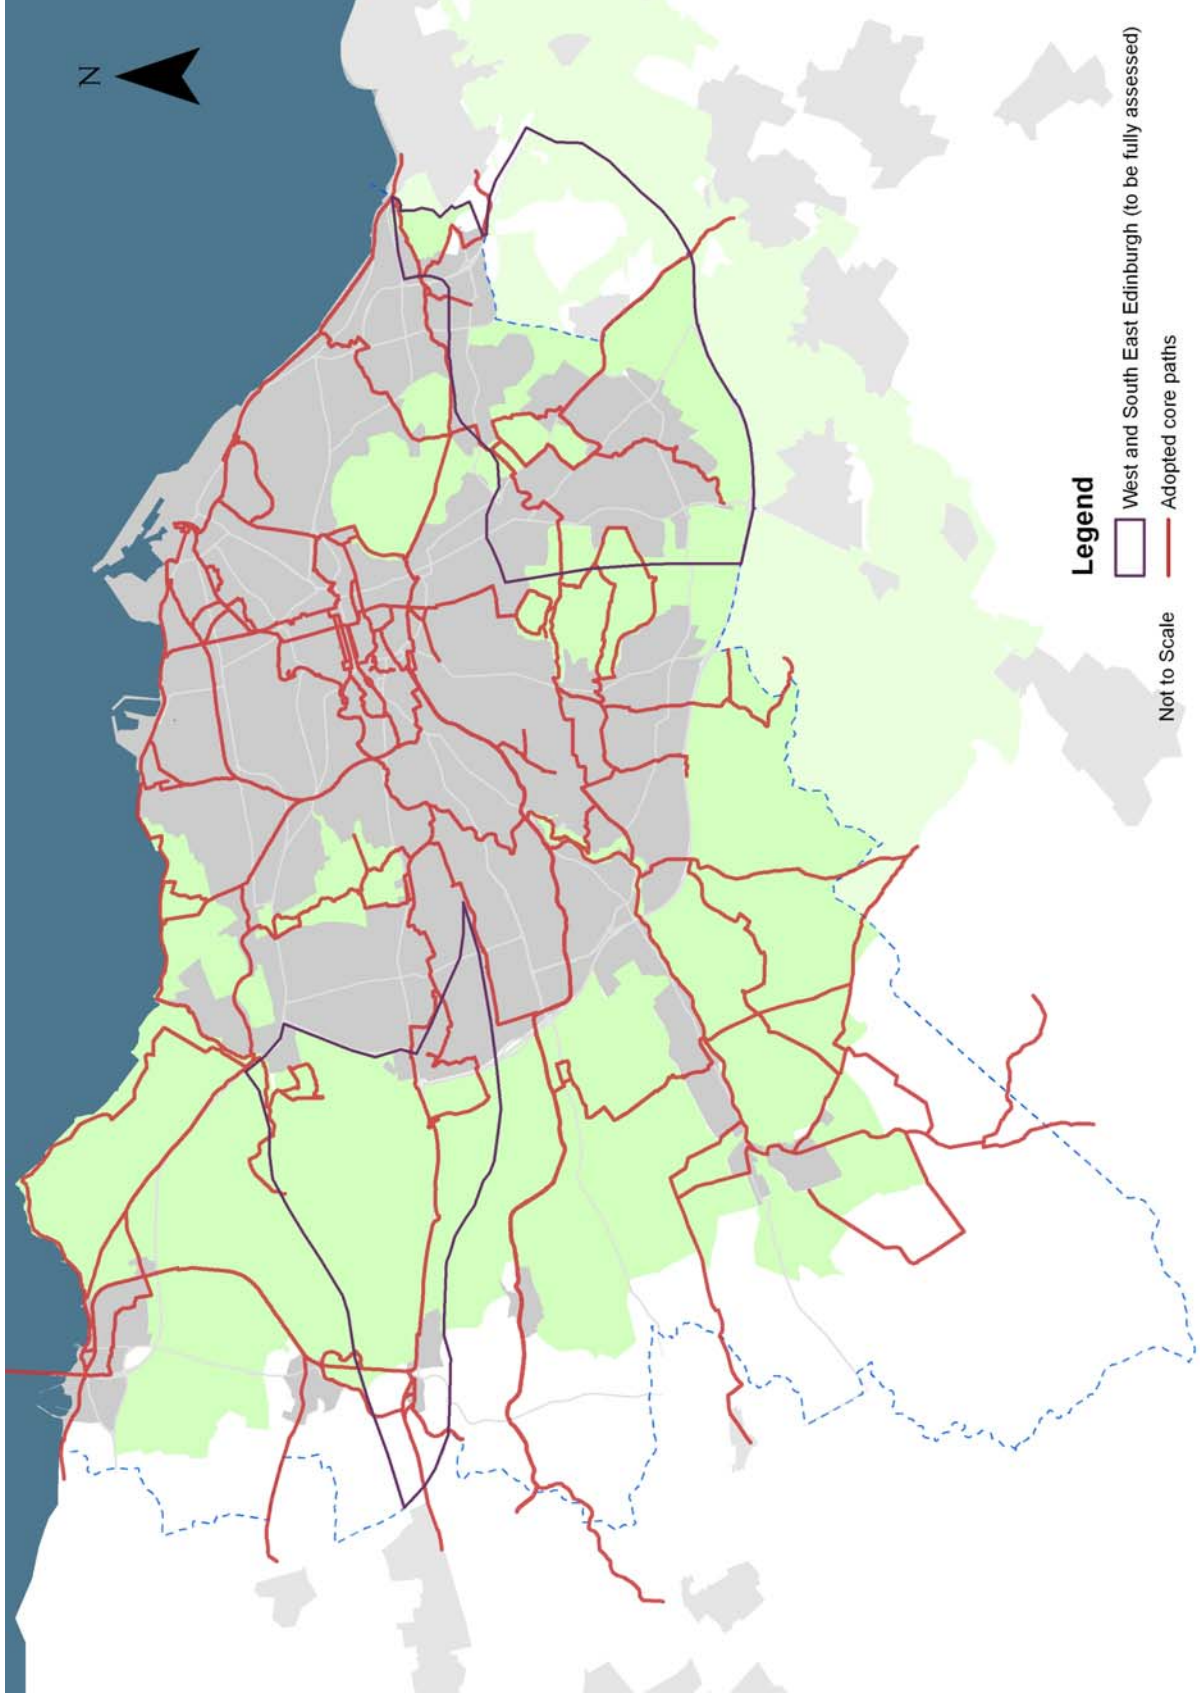 N
Legend
West and South East Edinburgh (to be fully assessed)
Adopted core paths
Not to Scale